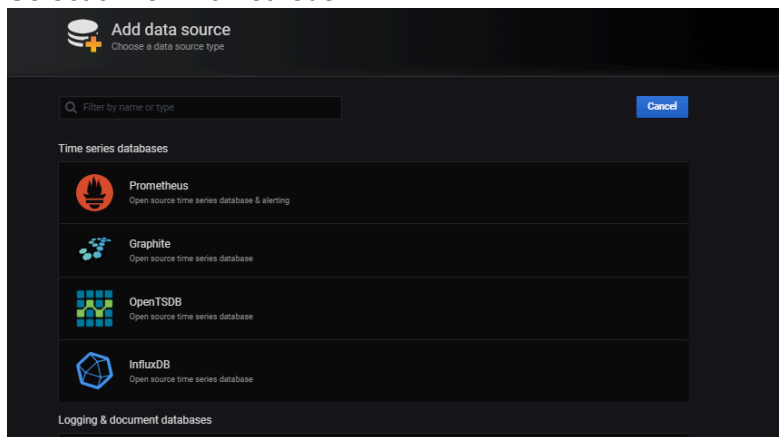 Add data source
Choose a data source type
Filter by name or type
Cancel
Time series databases
Prometheus
Open source time series database & alerting
Graphite
Open source time series database
OpenTSDB
Open source time series database
InfluxDB
Open source time series database
Logging & document databases